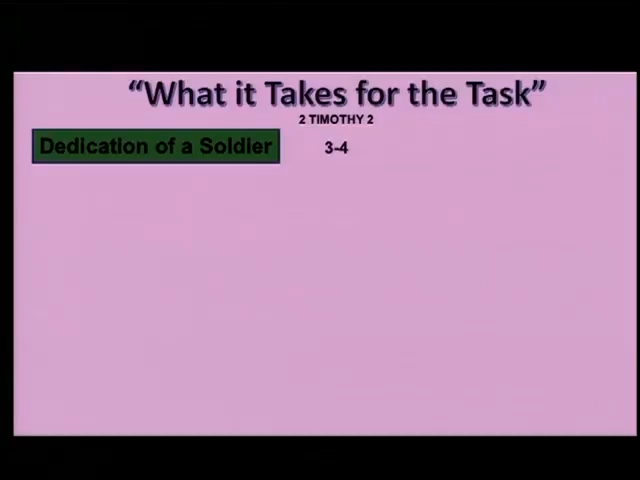 “What it Takes for the Task”
2 TIMOTHY 2
Dedication of a Soldier 3-4